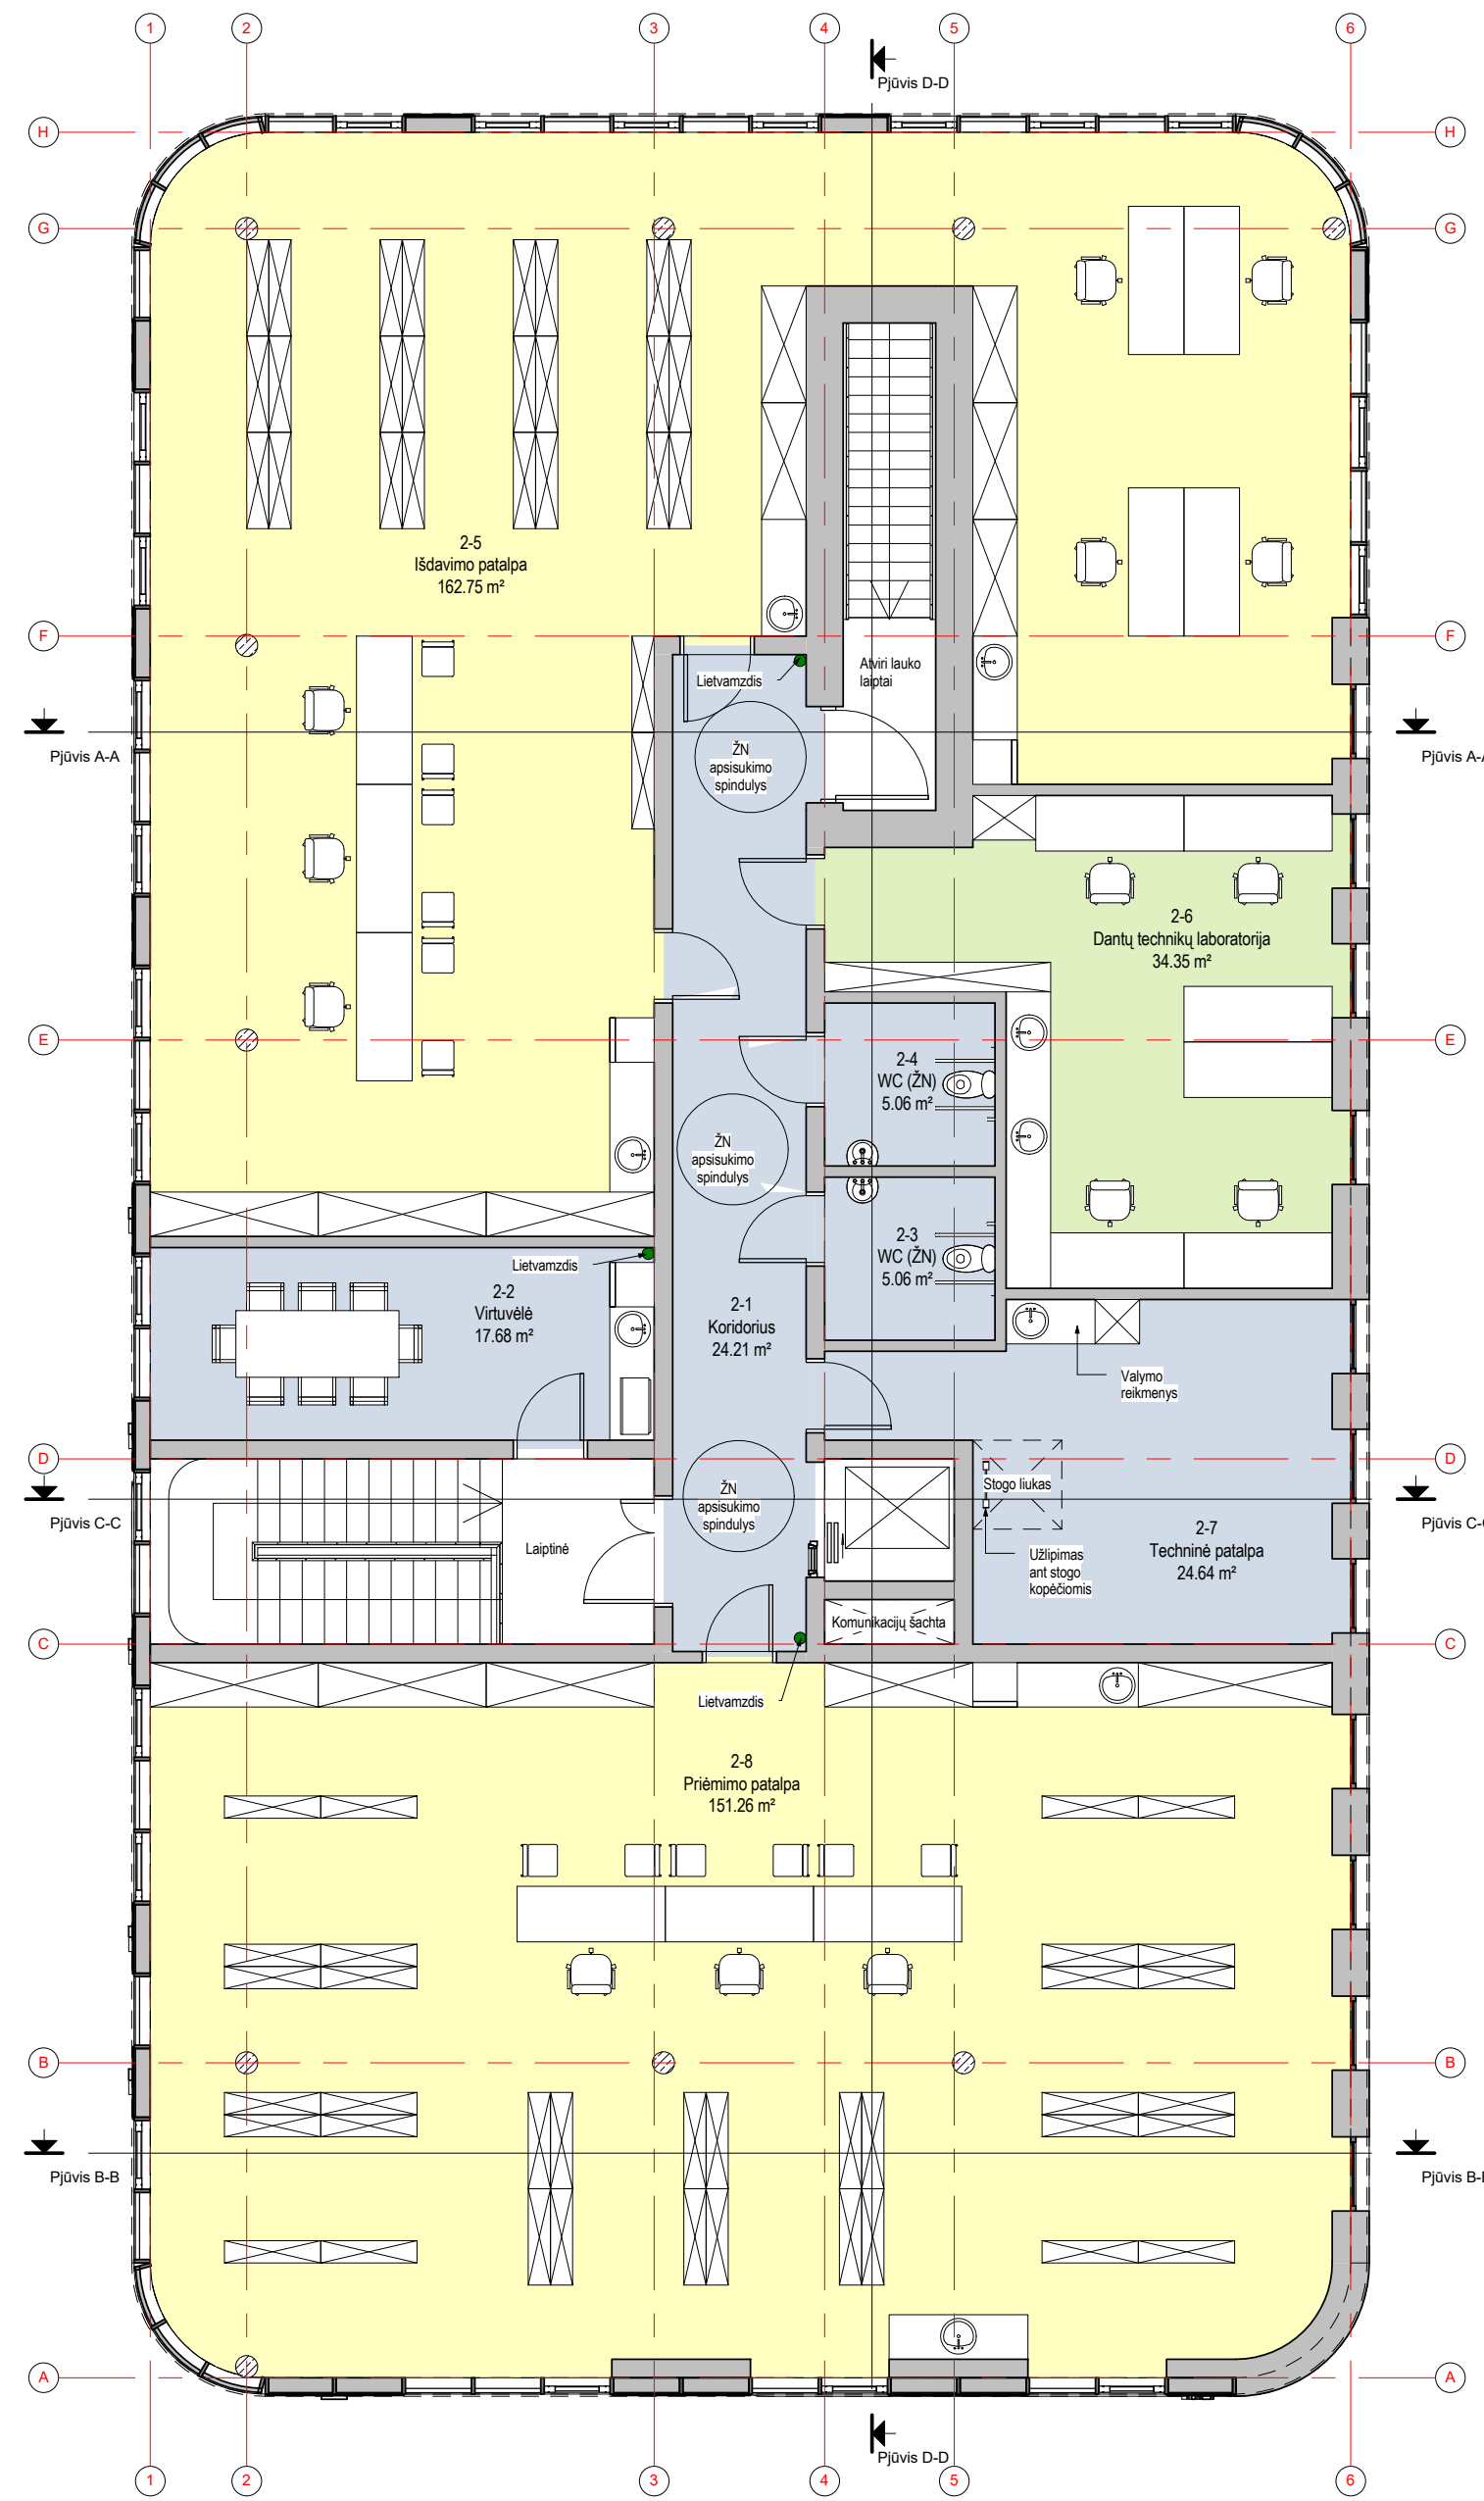 1 2 3 4 5 6
Pjūvis D-D
H H
G G
2-5
Išdavimo patalpa
162.75 m²
F F
Atviri lauko
laiptai
Lietvamzdis
Pjūvis A-A
Pjūvis A-A
ŽN
apsisukimo
spindulys
2-6
Dantų technikų laboratorija
34.35 m²
E E
2-4
WC (ŽN)
5.06 m²
ŽN
apsisukimo
spindulys
2-3
WC (ŽN)
5.06 m²
Lietvamzdis
2-2
Virtuvėlė
17.68 m²
2-1
Koridorius
24.21 m²
Valymo
reikmenys
D D
Stogo liukas
ŽN
apsisukimo
spindulys
Pjūvis C-C
Pjūvis C-C
2-7
Techninė patalpa
24.64 m²
Laiptinė
Užlipimas
ant stogo
kopėčiomis
Komunikacijų šachta
C C
Lietvamzdis
2-8
Priėmimo patalpa
151.26 m²
B B
Pjūvis B-B
Pjūvis B-B
A A
Pjūvis D-D
1 2 3 4 5 6